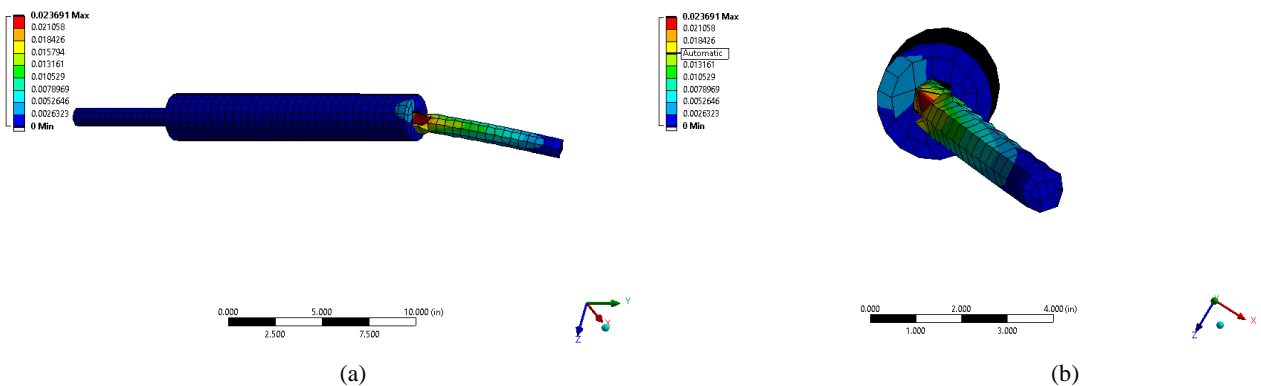 0.023691 Max
0.021058
0.018426
0.015794
0.013161
0.010529
0.0078969
0.0052646
0.0026323
0 Min
0.000
5.000
10.000 (in)
2.500
7.500
Y
X
Z
(a)
0.023691 Max
0.021058
0.018426
Automatic
0.013161
0.010529
0.0078969
0.0052646
0.0026323
0 Min
0.000
2.000
4.000 (in)
1.000
3.000
Y
X
Z
(b)